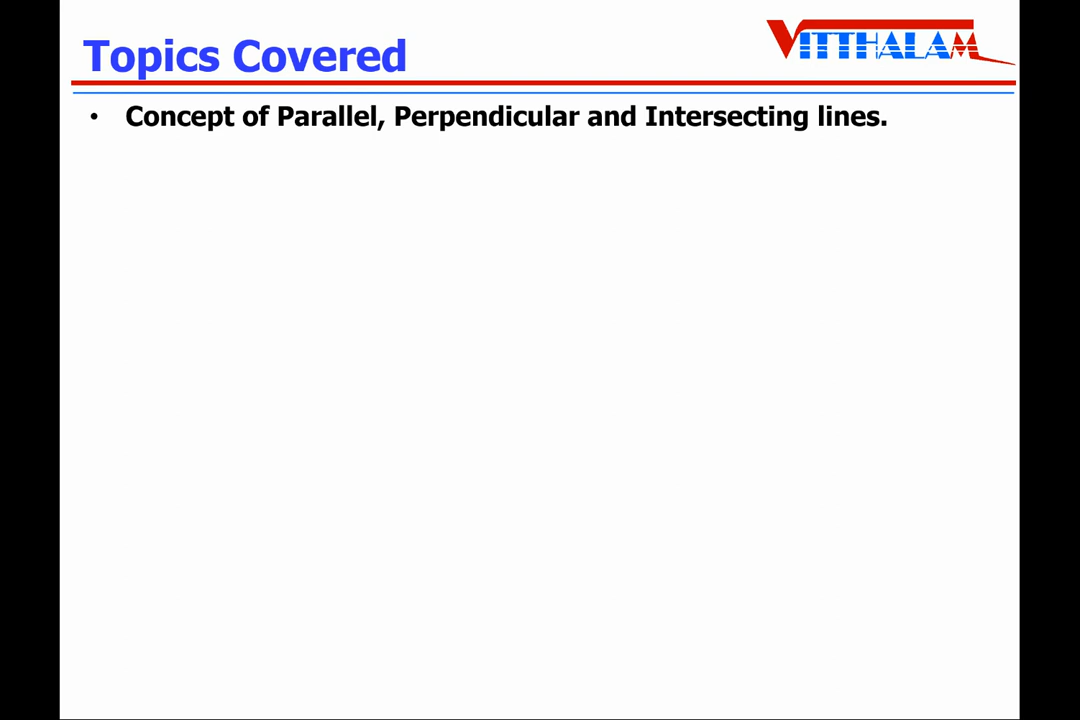 Topics Covered
VITTHALAM
• Concept of Parallel, Perpendicular and Intersecting lines.